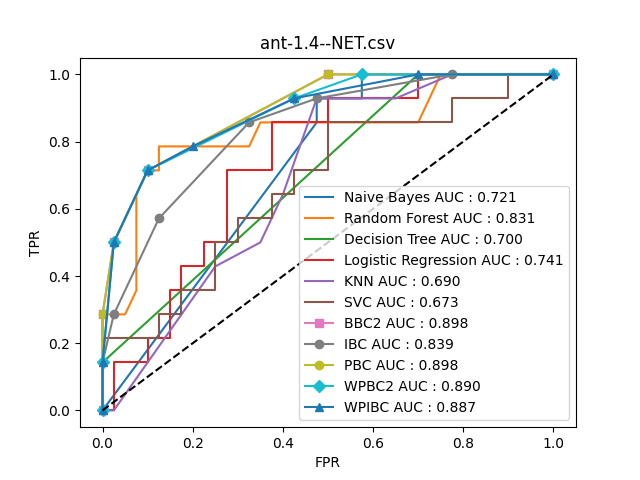 ant-1.4--NET.csv
1.0
0.8
0.6
0.4
0.2
0.0
TPR
Naive Bayes AUC : 0.721
Random Forest AUC : 0.831
Decision Tree AUC : 0.700
Logistic Regression AUC : 0.741
KNN AUC : 0.690
SVC AUC : 0.673
BBC2 AUC : 0.898
IBC AUC : 0.839
PBC AUC : 0.898
WPBC2 AUC : 0.890
WPIBC AUC : 0.887
0.0 0.2 0.4 0.6 0.8 1.0
FPR